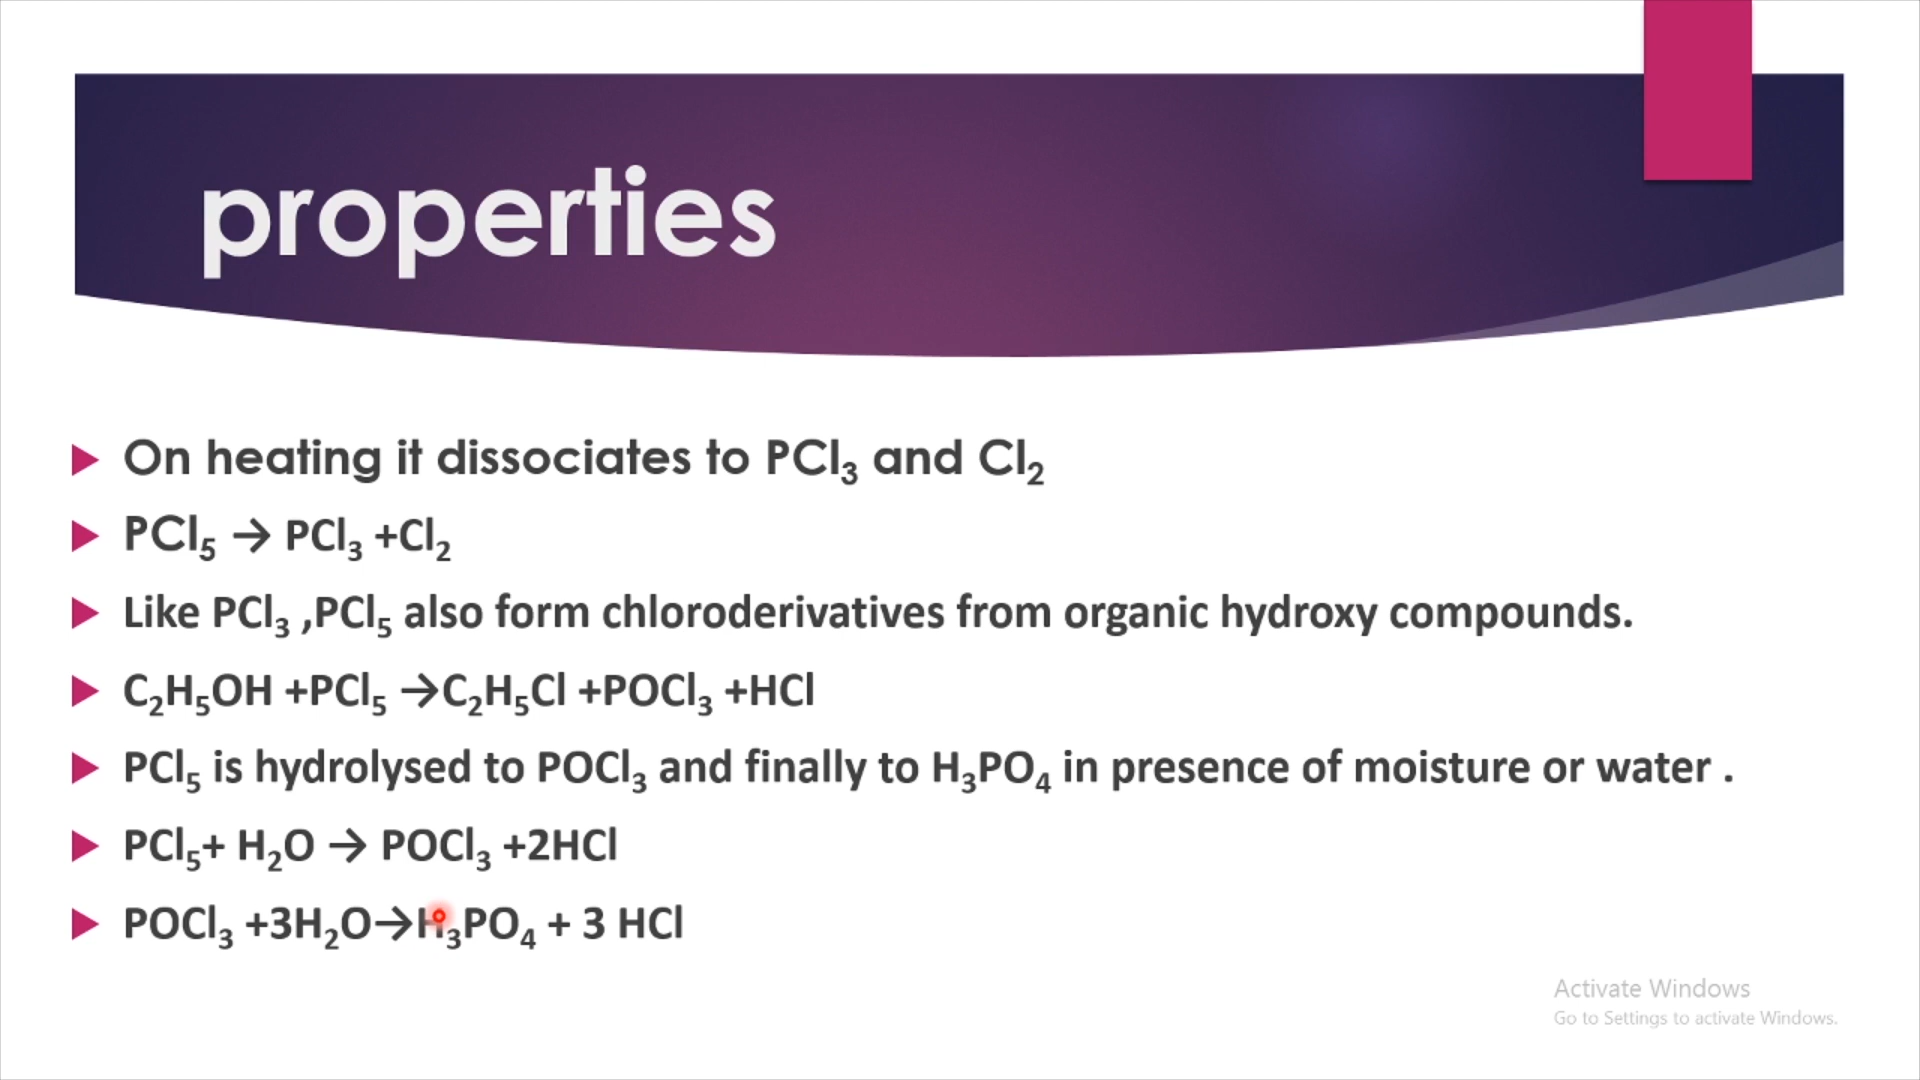 properties
On heating it dissociates to PCl₃ and Cl₂
PCl₅ → PCl₃ +Cl₂
Like PCl₃ ,PCl₅ also form chloroderivatives from organic hydroxy compounds.
C₂H₅OH +PCl₅ →C₂H₅Cl +POCl₃ +HCl
PCl₅ is hydrolysed to POCl₃ and finally to H₃PO₄ in presence of moisture or water .
PCl₅+ H₂O → POCl₃ +2HCl
POCl₃ +3H₂O→H₃PO₄ + 3 HCl
Activate Windows
Go to Settings to activate Windows.